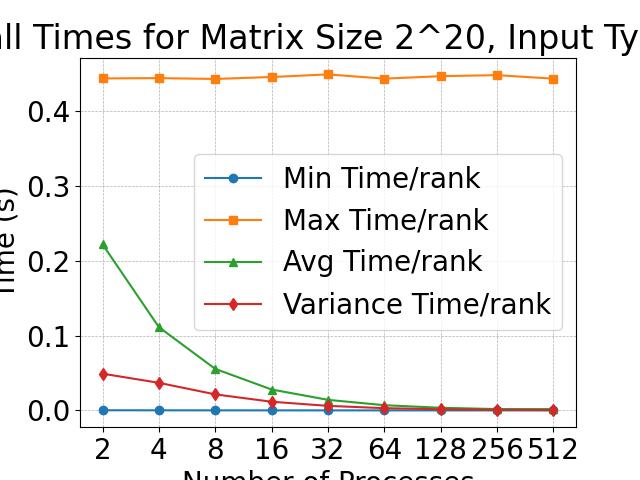 ll Times for Matrix Size 2^20, Input Ty
Time (s)
0.4
0.3
0.2
0.1
0.0
Min Time/rank
Max Time/rank
Avg Time/rank
Variance Time/rank
2 4 8 16 32 64 128 256 512
Number of Processes